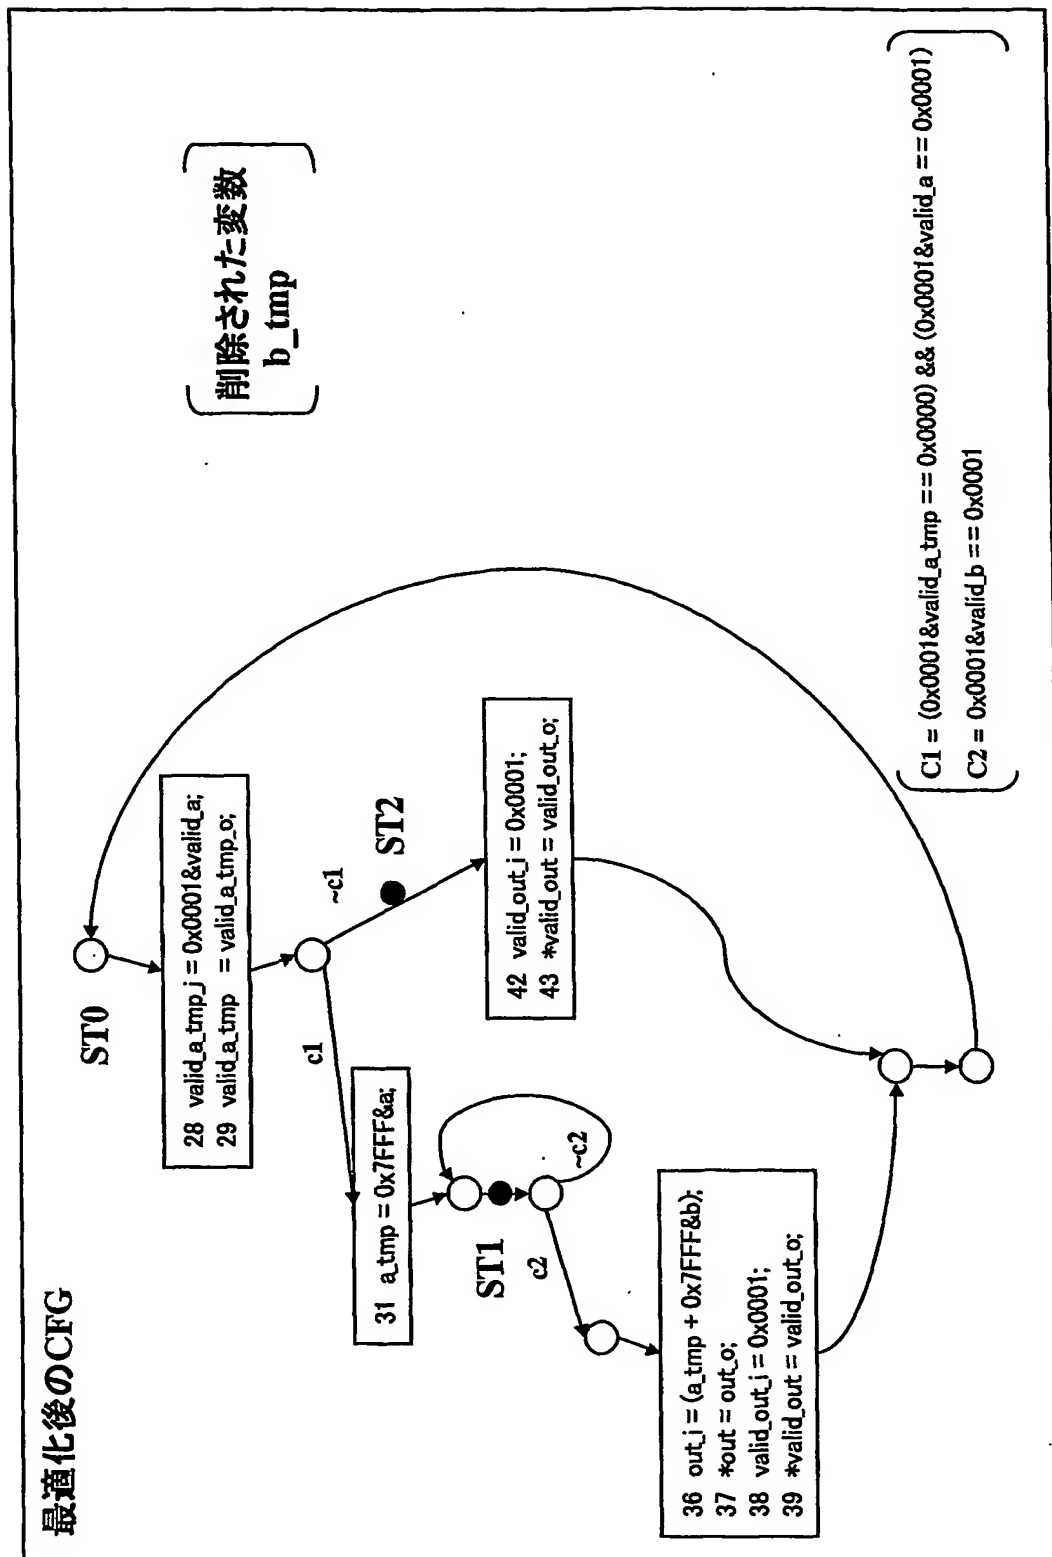 最適化後のCFG
ST0
28 valid_a_tmp_i = 0x0001&valid_a;
29 valid_a_tmp = valid_a_tmp_o;
c1
~c1
ST2
31 a_tmp = 0x7FFF&a;
ST1
c2
~c2
42 valid_out_i = 0x0001;
43 *valid_out = valid_out_o;
36 out_i = (a_tmp + 0x7FFF&b);
37 *out = out_o;
38 valid_out_i = 0x0001;
39 *valid_out = valid_out_o;
削除された変数
b_tmp
C1 = (0x0001&valid_a_tmp == 0x0000) && (0x0001&valid_a == 0x0001)
C2 = 0x0001&valid_b == 0x0001